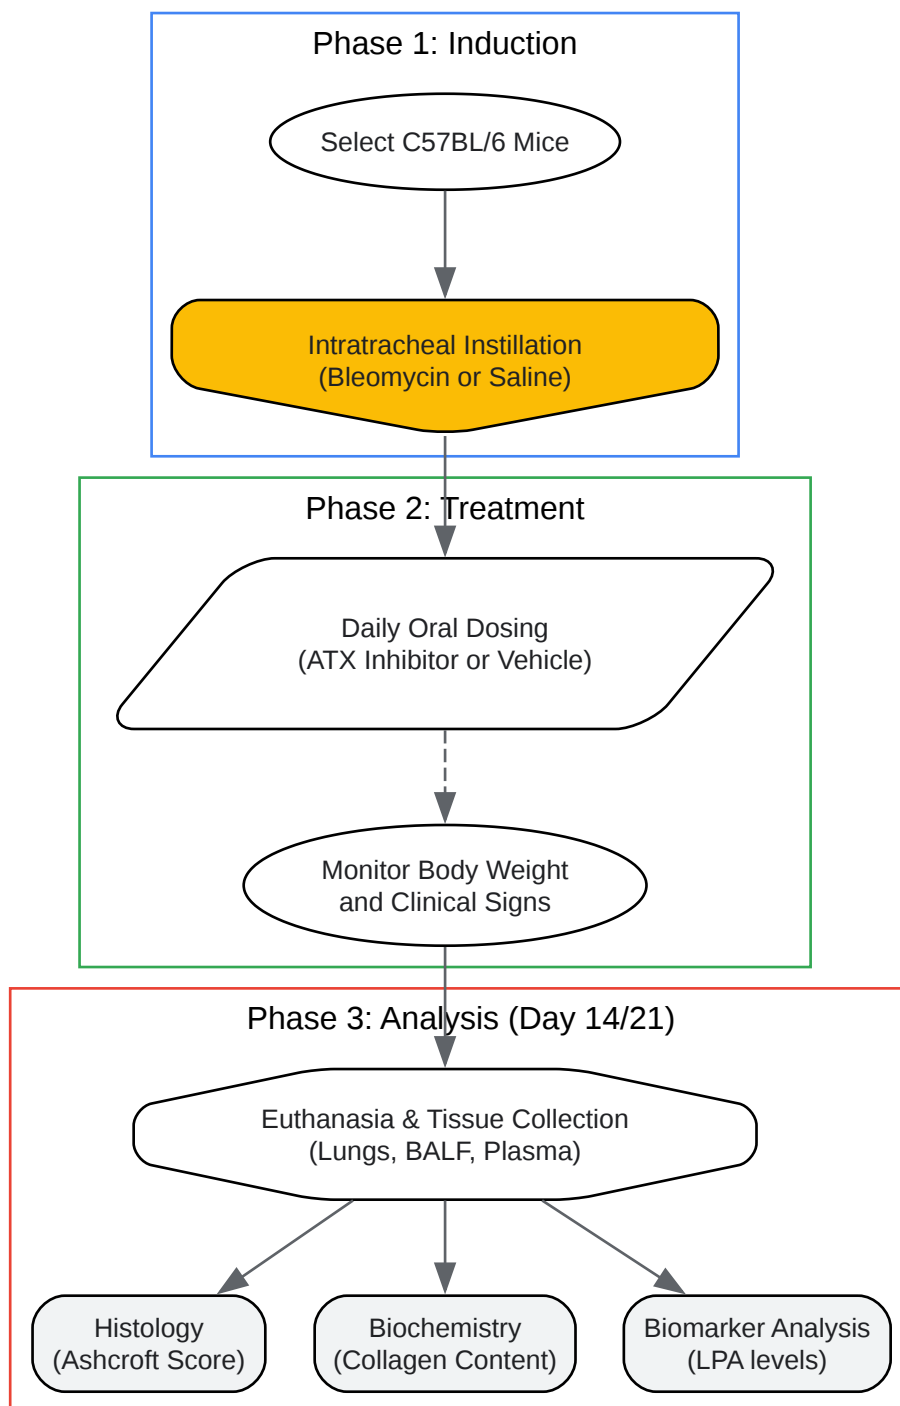 Phase 1: Induction
Select C57BL/6 Mice
Intratracheal Instillation
(Bleomycin or Saline)
Phase 2: Treatment
Daily Oral Dosing
(ATX Inhibitor or Vehicle)
Monitor Body Weight
and Clinical Signs
Phase 3: Analysis (Day 14/21)
Euthanasia & Tissue Collection
(Lungs, BALF, Plasma)
Histology
(Ashcroft Score)
Biochemistry
(Collagen Content)
Biomarker Analysis
(LPA levels)